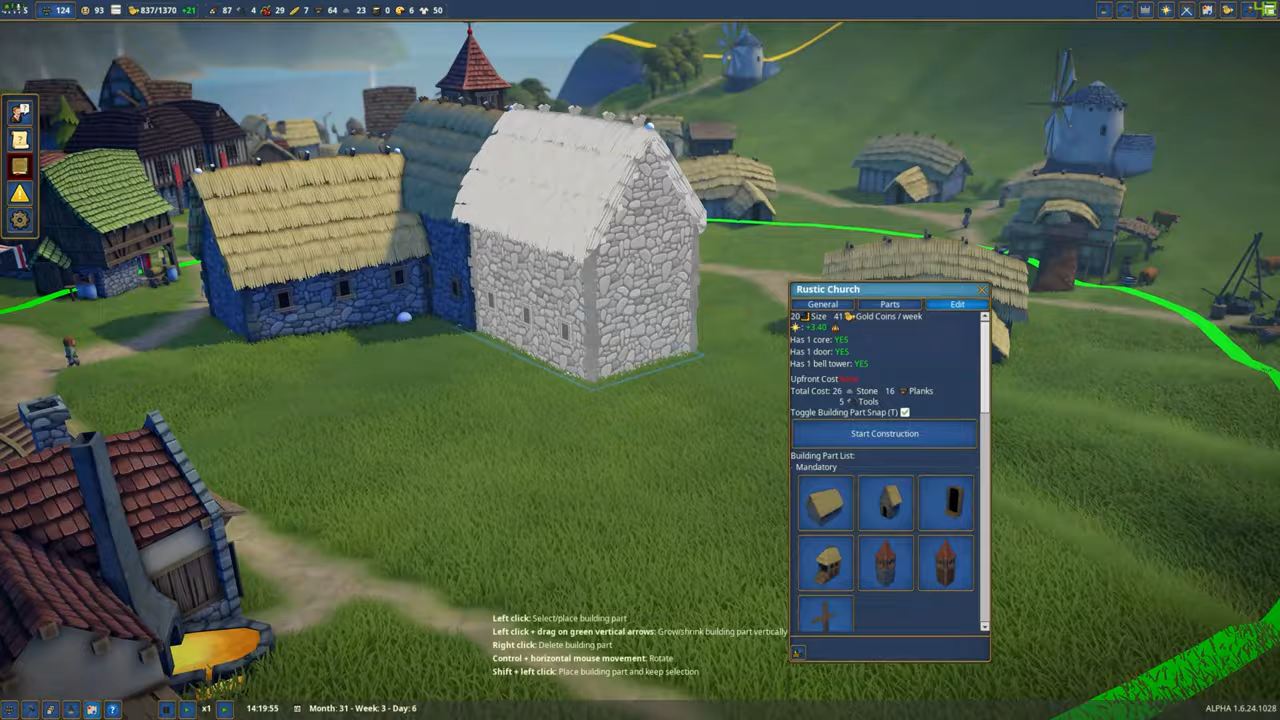 124 93 837/1370 +21 87 4 29 7 64 23 0 6 50
Rustic Church
General Parts Edit
20 Size 41 Gold Coins / week
: +3.40
Has 1 core: YES
Has 1 door: YES
Has 1 bell tower: YES
Upfront Cost
Total Cost: 26 Stone 16 Planks
5 Tools
Toggle Building Part Snap (T)
Start Construction
Building Part List:
Mandatory
Left click: Select/place building part
Left click + drag on green vertical arrows: Grow/shrink building part vertically
Right click: Delete building part
Control + horizontal mouse movement: Rotate
Shift + left click: Place building part and keep selection
x1 14:19:55 Month: 31 - Week: 3 - Day: 6
ALPHA 1.6.24.1028